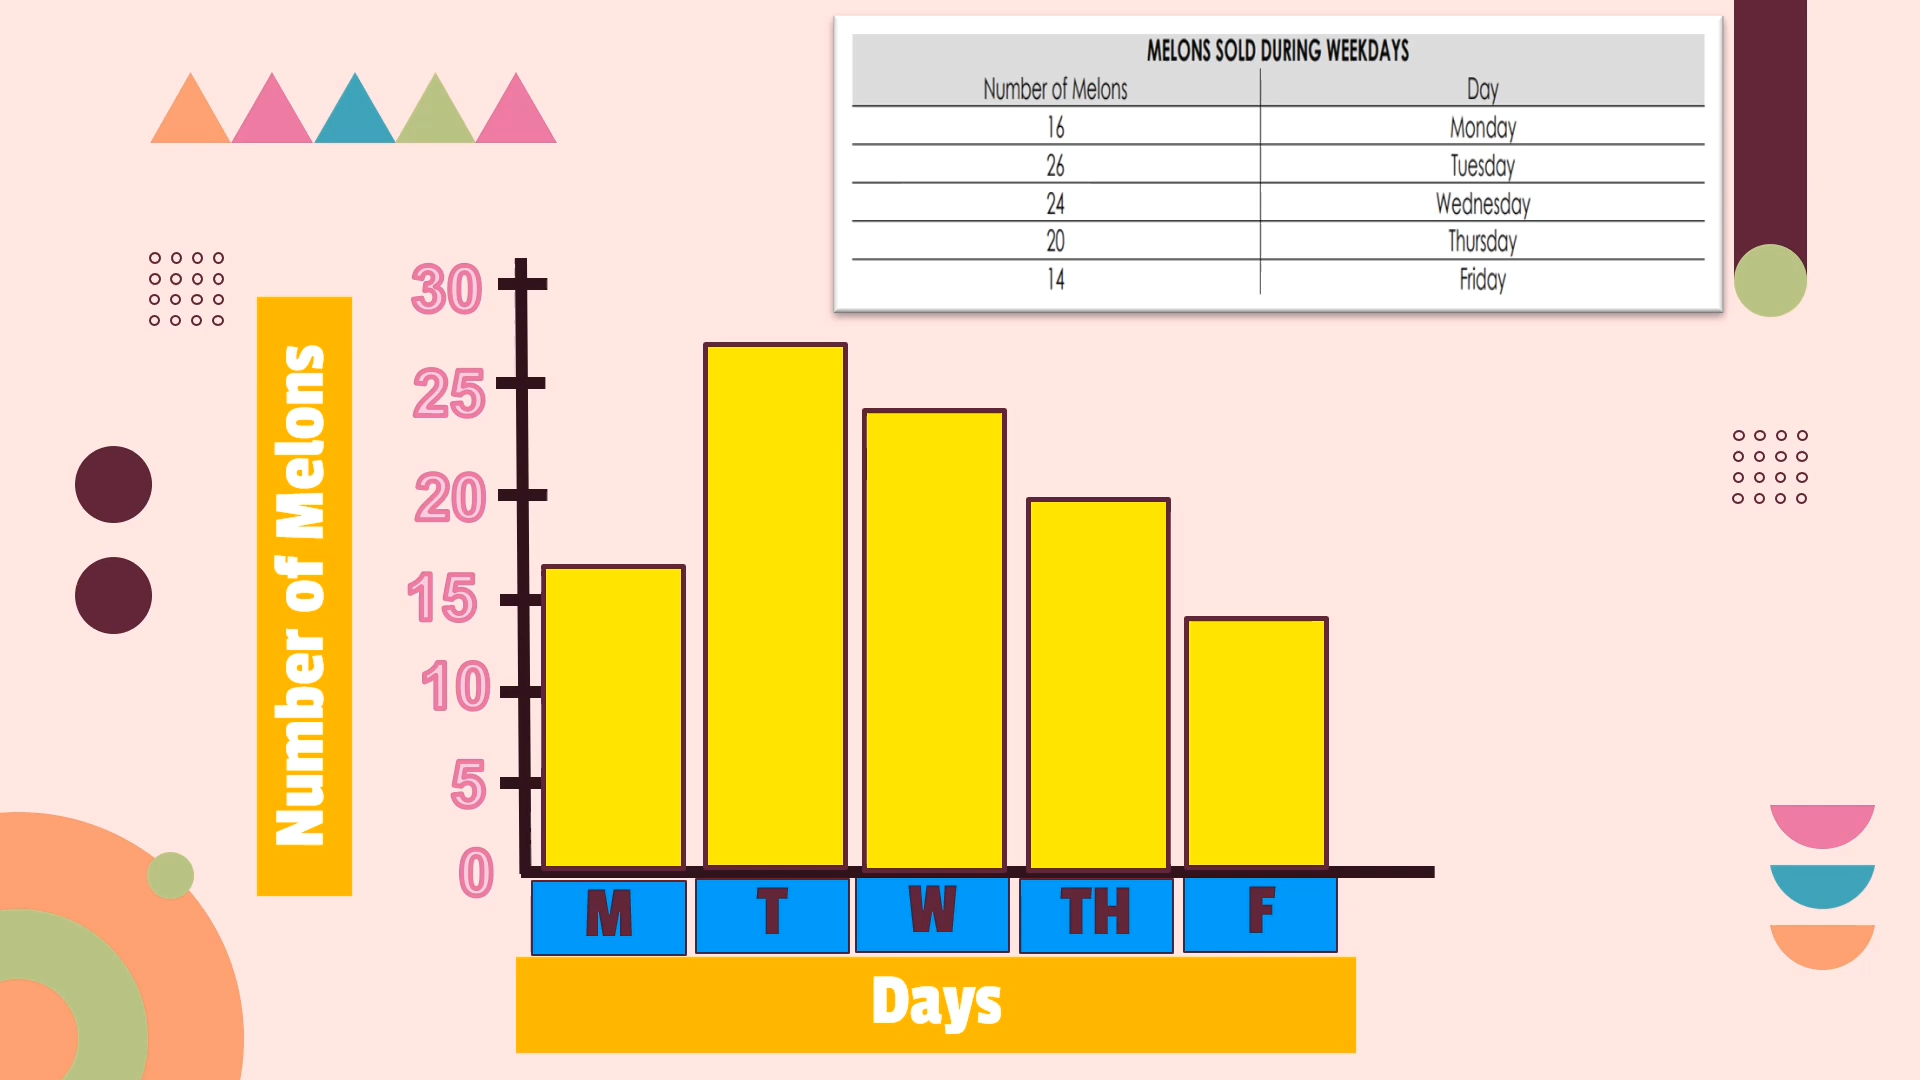 MELONS SOLD DURING WEEKDAYS
Number of Melons Day
16 Monday
26 Tuesday
24 Wednesday
20 Thursday
14 Friday
Number of Melons
30
25
20
15
10
5
0
M T W TH F
Days